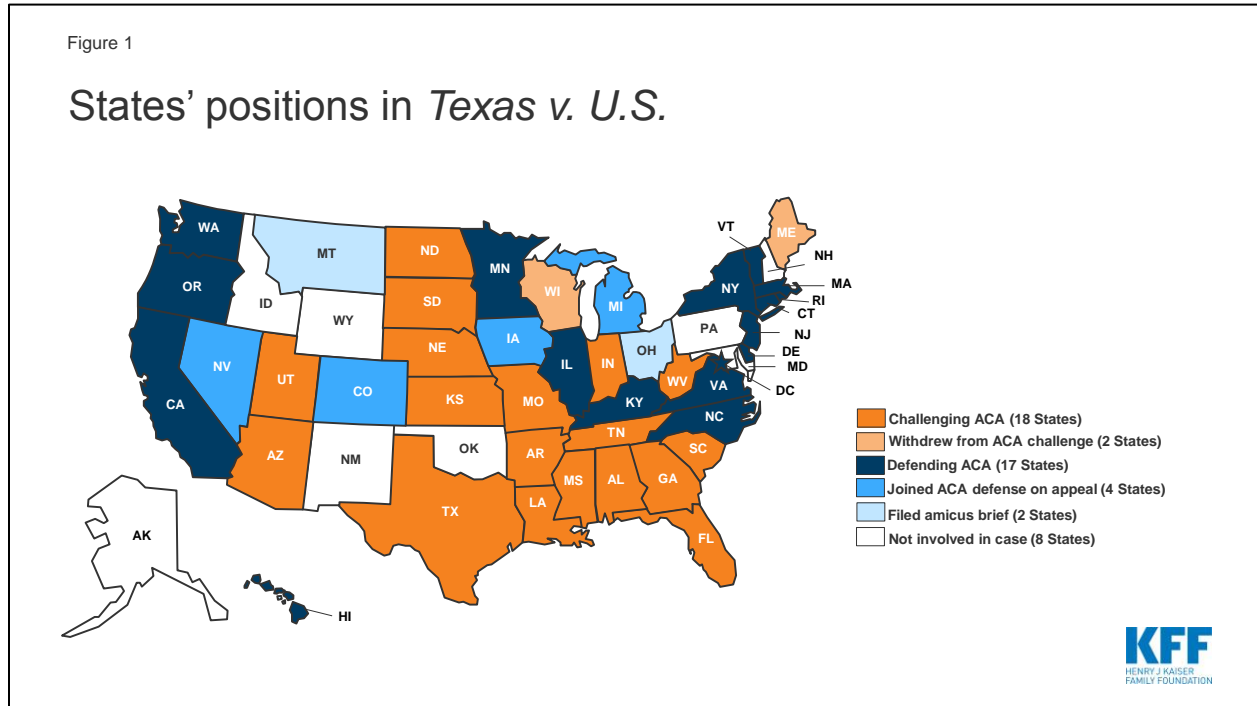 Figure 1
States’ positions in Texas v. U.S.
WA
MT
ND
MN
VT
ME
NH
OR
ID
SD
WI
NY
MA
WY
MI
RI
CT
IA
PA
NE
NJ
NV
OH
DE
UT
IL
IN
MD
CO
WV
VA
DC
CA
KS
MO
KY
NC
TN
OK
AZ
NM
AR
SC
MS
AL
GA
TX
LA
AK
FL
HI
Challenging ACA (18 States)
Withdrew from ACA challenge (2 States)
Defending ACA (17 States)
Joined ACA defense on appeal (4 States)
Filed amicus brief (2 States)
Not involved in case (8 States)
KFF
HENRY J KAISER
FAMILY FOUNDATION